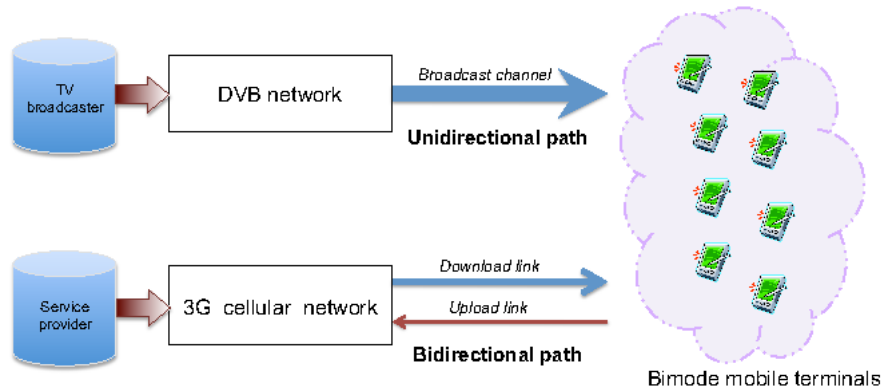 TV
broadcaster
DVB network
Broadcast channel
Unidirectional path
Service
provider
3G cellular network
Download link
Upload link
Bidirectional path
Bimode mobile terminals